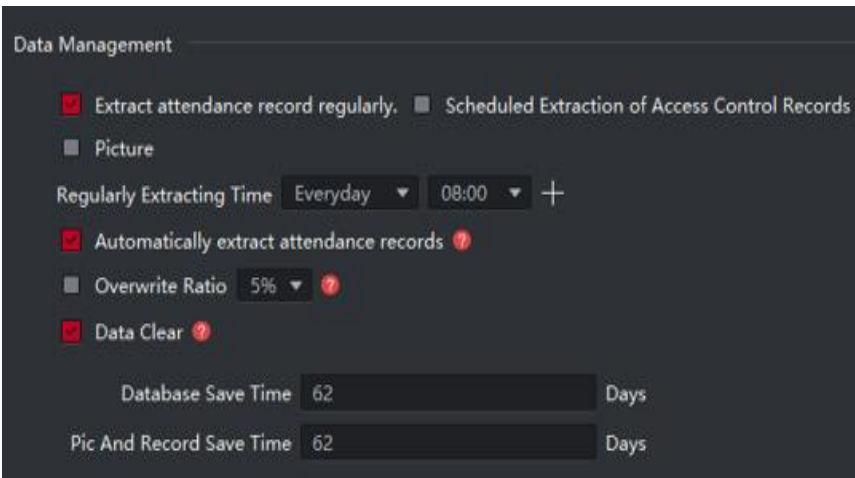 Data Management
Extract attendance record regularly. Scheduled Extraction of Access Control Records
Picture
Regularly Extracting Time Everyday 08:00
Automatically extract attendance records ?
Overwrite Ratio 5% ?
Data Clear ?
Database Save Time 62 Days
Pic And Record Save Time 62 Days